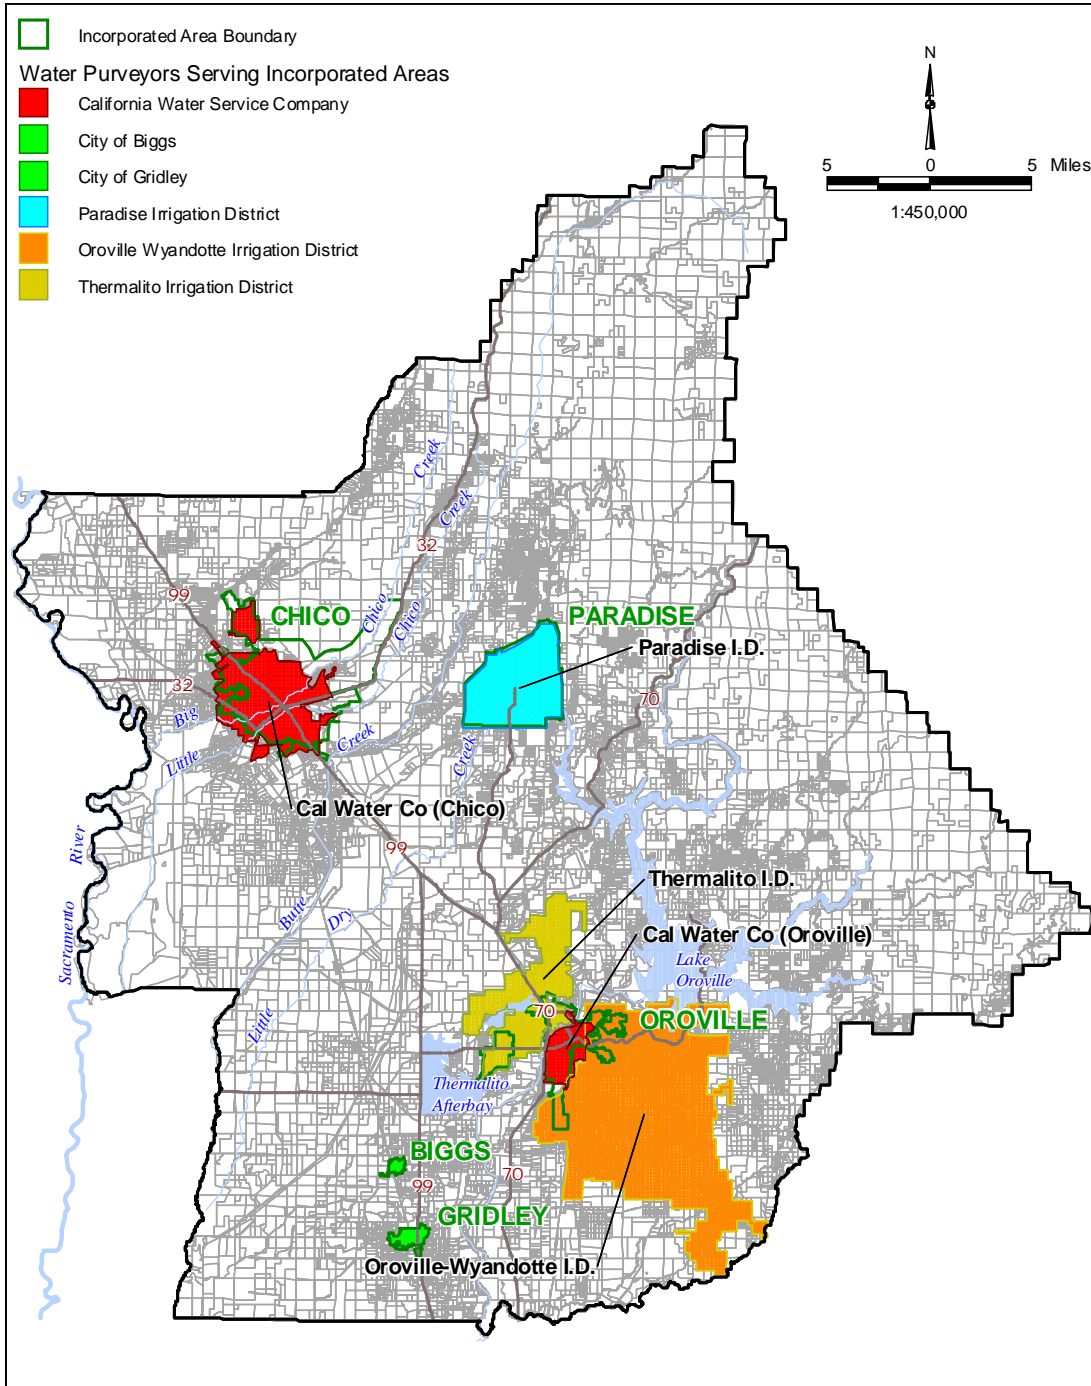 Incorporated Area Boundary
Water Purveyors Serving Incorporated Areas
California Water Service Company
City of Biggs
City of Gridley
Paradise Irrigation District
Oroville Wyandotte Irrigation District
Thermalito Irrigation District
N
5 0 5 Miles
1:450,000
Creek
Creek
32
99
CHICO
Chico
Chico
PARADISE
Paradise I.D.
32
70
Big
Little
Creek
Creek
Cal Water Co (Chico)
99
River
Sacramento
Butte
Dry
Little
Thermalito I.D.
Cal Water Co (Oroville)
Lake
Oroville
70
OROVILLE
Thermalito
Afterbay
BIGGS
99
70
GRIDLEY
Oroville-Wyandotte I.D.